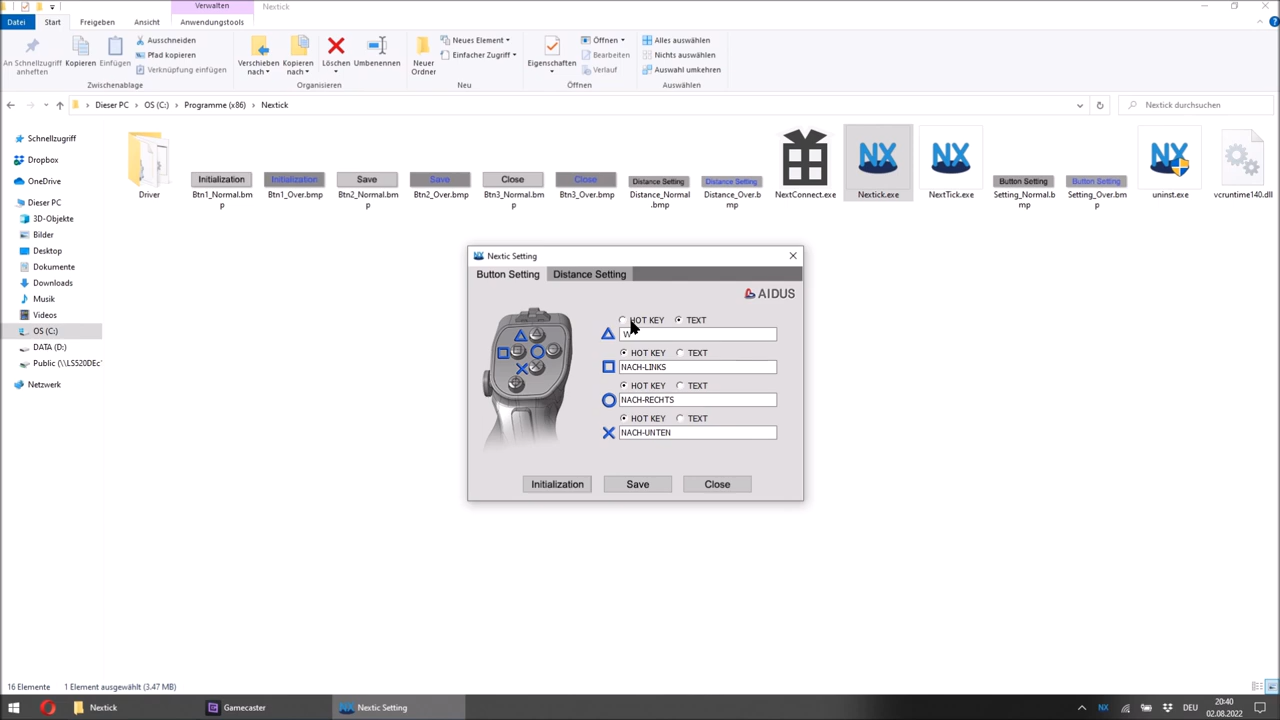 Verwalten
Nextick
Datei Start Freigeben Ansicht Anwendungstools
An Schnellzugriff anheften
Kopieren
Einfügen
Ausschneiden
Pfad kopieren
Verknüpfung einfügen
Zwischenablage
Verschieben nach
Kopieren nach
Löschen
Umbenennen
Organisieren
Neuer Ordner
Neues Element
Einfacher Zugriff
Neu
Eigenschaften
Öffnen
Bearbeiten
Verlauf
Öffnen
Alles auswählen
Nichts auswählen
Auswahl umkehren
Auswählen
Dieser PC > OS (C:) > Programme (x86) > Nextick
Nextick durchsuchen
Schnellzugriff
Dropbox
OneDrive
Dieser PC
3D-Objekte
Bilder
Desktop
Dokumente
Downloads
Musik
Videos
OS (C:)
DATA (D:)
Public (\\LS520DEc
Netzwerk
Initialization Initialization Save Save Close Close Distance Setting Distance Setting NX NX Button Setting Button Setting NX
Driver
Btn1_Normal.bmp
Btn1_Over.bmp
Btn2_Normal.bmp
Btn2_Over.bmp
Btn3_Normal.bmp
Btn3_Over.bmp
Distance_Normal.bmp
Distance_Over.bmp
NextConnect.exe
Nextick.exe
NextTick.exe
Setting_Normal.bmp
Setting_Over.bmp
uninst.exe
vcruntime140.dll
NX Nextic Setting
Button Setting Distance Setting
AIDUS
HOT KEY TEXT
W
HOT KEY TEXT
NACH-LINKS
HOT KEY TEXT
NACH-RECHTS
HOT KEY TEXT
NACH-UNTEN
Initialization Save Close
16 Elemente 1 Element ausgewählt (3.47 MB)
Nextick Gamecaster NX Nextic Setting
NX DEU
20:40
02.08.2022